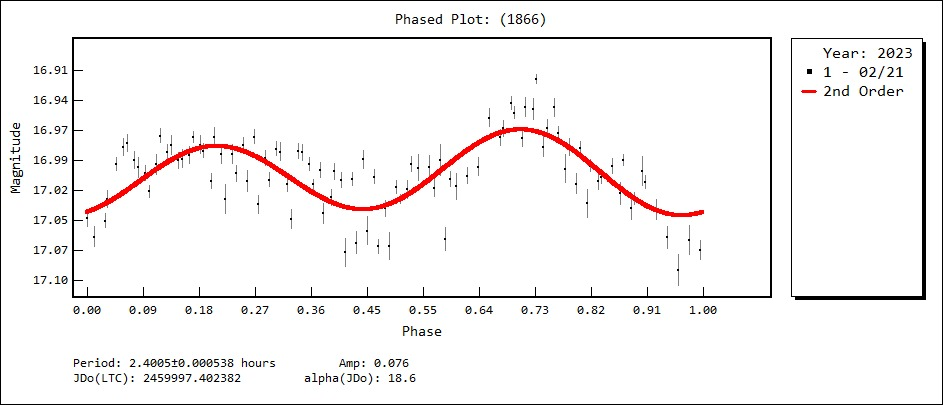 Phased Plot: (1866)
Year: 2023
1 - 02/21
2nd Order
Magnitude
16.91
16.94
16.97
16.99
17.02
17.05
17.07
17.10
0.00 0.09 0.18 0.27 0.36 0.45 0.55 0.64 0.73 0.82 0.91 1.00
Phase
Period: 2.4005±0.000538 hours Amp: 0.076
JDo(LTC): 2459997.402382 alpha(JDo): 18.6